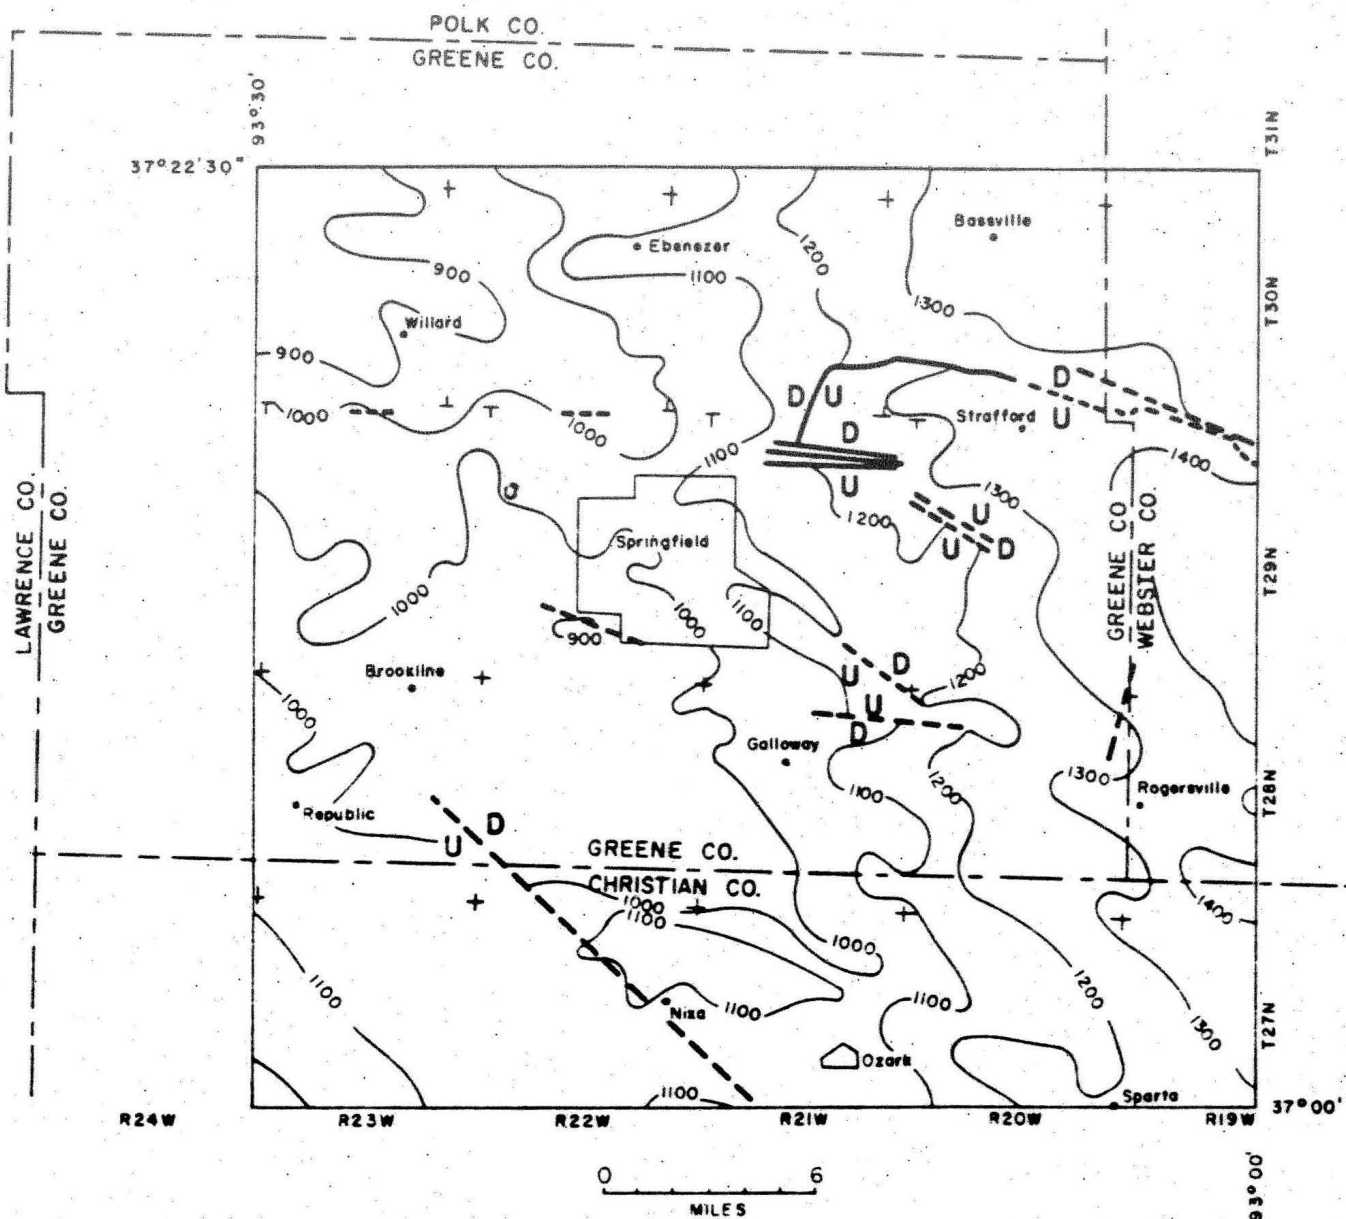 POLK CO.
GREENE CO.
93°30'
37°22'30"
T31N
Bassville
Ebenezer
1200
900
1100
1300
T30N
Willard
900
D
D U
U
Strafford
1000
1000
D
1100
1400
U
1300
1200
U
U D
LAWRENCE CO.
GREENE CO.
Springfield
GREENE CO.
WEBSTER CO.
T29N
1000
1000
1100
900
D
U
1200
Brookline
U
D
1000
Galloway
1300
1200
1100
Rogersville
T28N
Republic
D
U
GREENE CO.
CHRISTIAN CO.
1000
1100
1400
1000
1100
1200
1100
1100
Nixa
1300
T27N
Ozark
1100
Sparta
R24W R23W R22W R21W R20W R19W
37°00'
0 6
MILES
93°00'